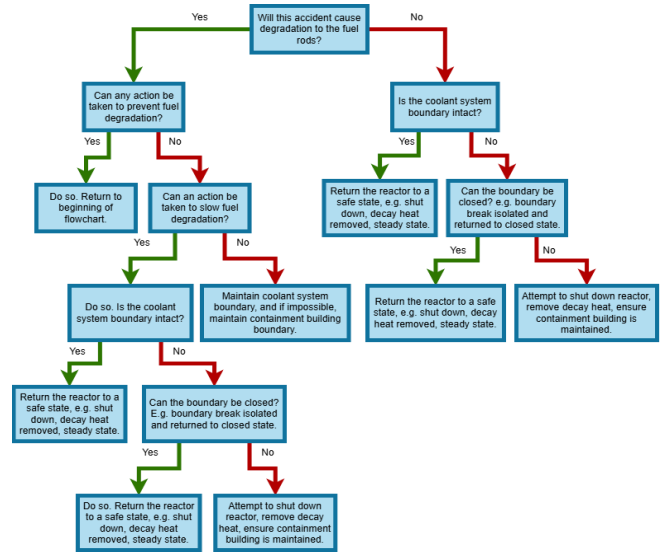 Yes
Will this accident cause
degradation to the fuel
rods?
No
Can any action be
taken to prevent fuel
degradation?
Is the coolant system
boundary intact?
Yes
No
Yes
No
Do so. Return to
beginning of
flowchart.
Can an action be
taken to slow fuel
degradation?
Return the reactor to a
safe state, e.g. shut
down, decay heat
removed, steady state.
Can the boundary be
closed? e.g. boundary
break isolated and
returned to closed state.
Yes
No
Yes
No
Do so. Is the coolant
system boundary intact?
Maintain coolant system
boundary, and if impossible,
maintain containment building
boundary.
Return the reactor to a safe
state, e.g. shut down, decay
heat removed, steady state.
Attempt to shut down reactor,
remove decay heat, ensure
containment building is
maintained.
Yes
No
Return the reactor to a
safe state, e.g. shut
down, decay heat
removed, steady state.
Can the boundary be closed?
E.g. boundary break isolated
and returned to closed state.
Yes
No
Do so. Return the reactor
to a safe state, e.g. shut
down, decay heat
removed, steady state.
Attempt to shut down
reactor, remove decay
heat, ensure containment
building is maintained.